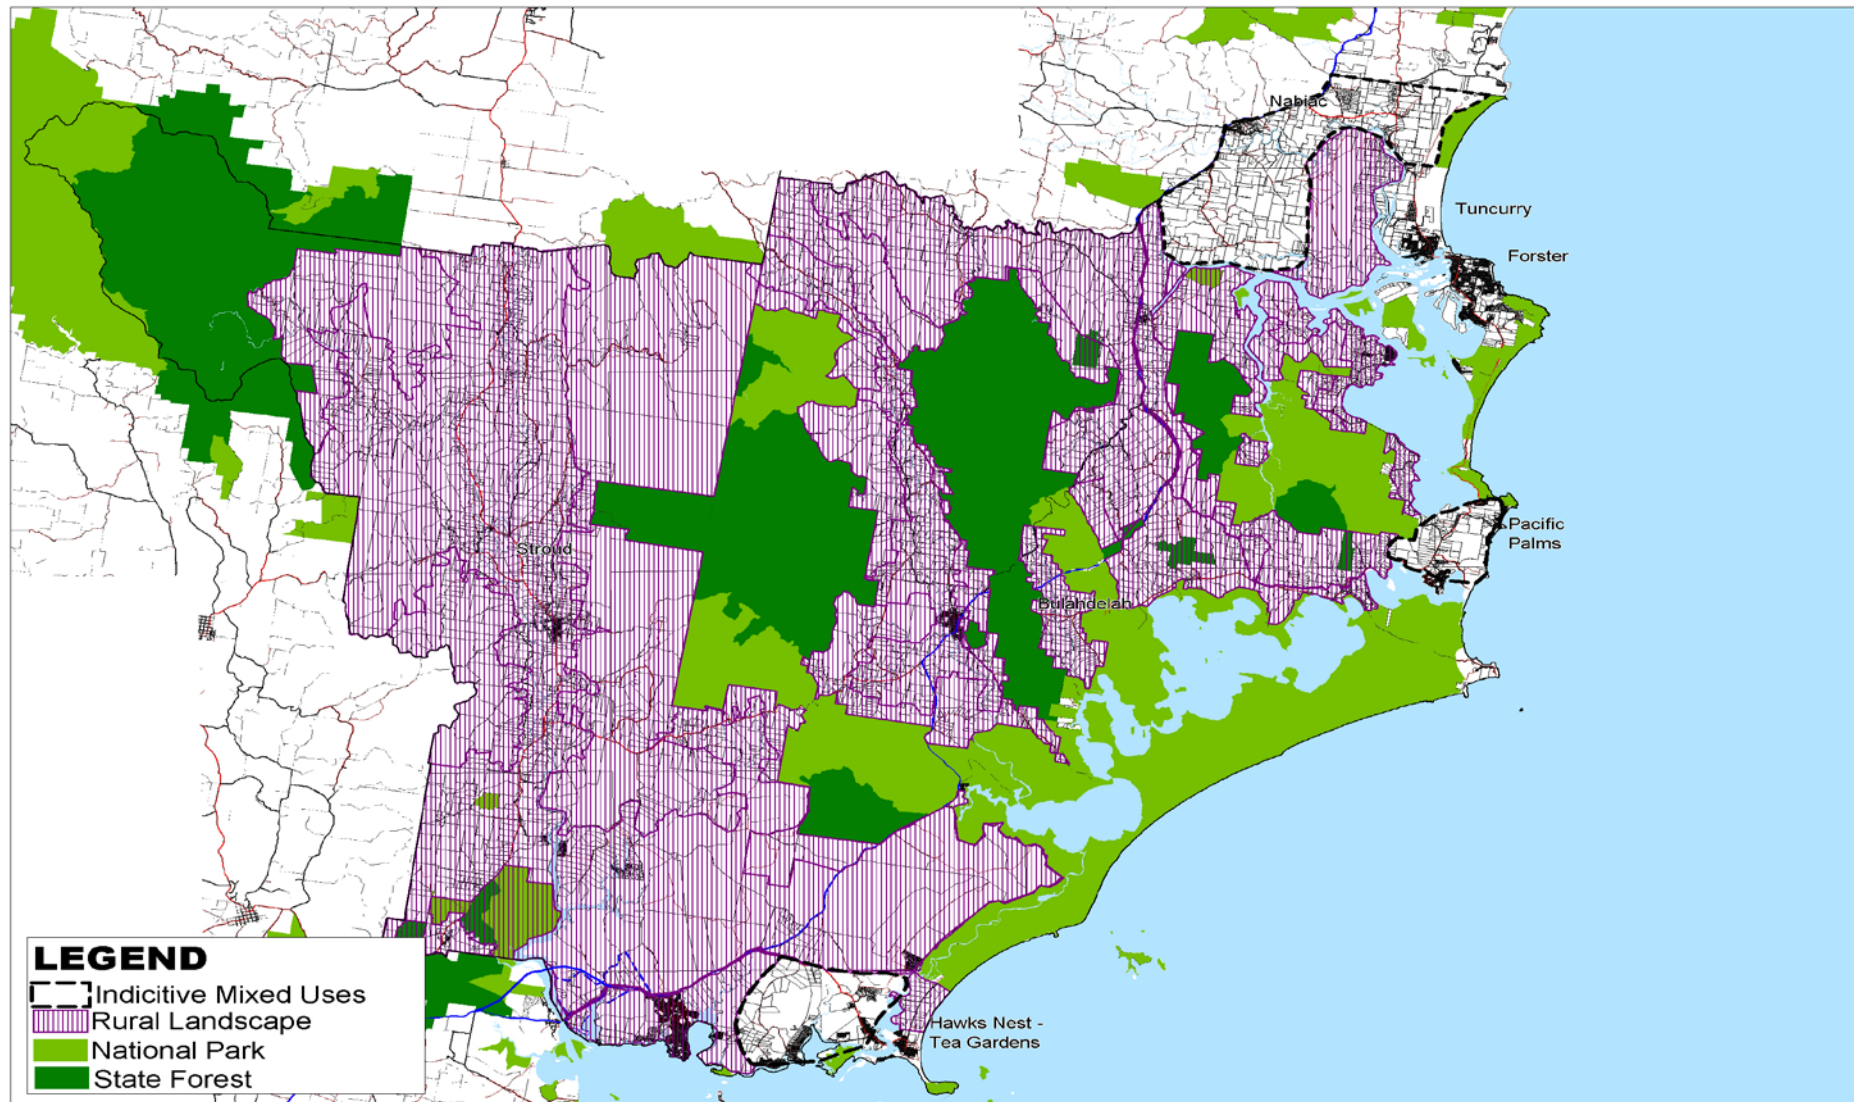 Nabiac
Tuncurry
Forster
Pacific
Palms
Stroud
Bulahdelah
Hawks Nest -
Tea Gardens
LEGEND
Indicitive Mixed Uses
Rural Landscape
National Park
State Forest